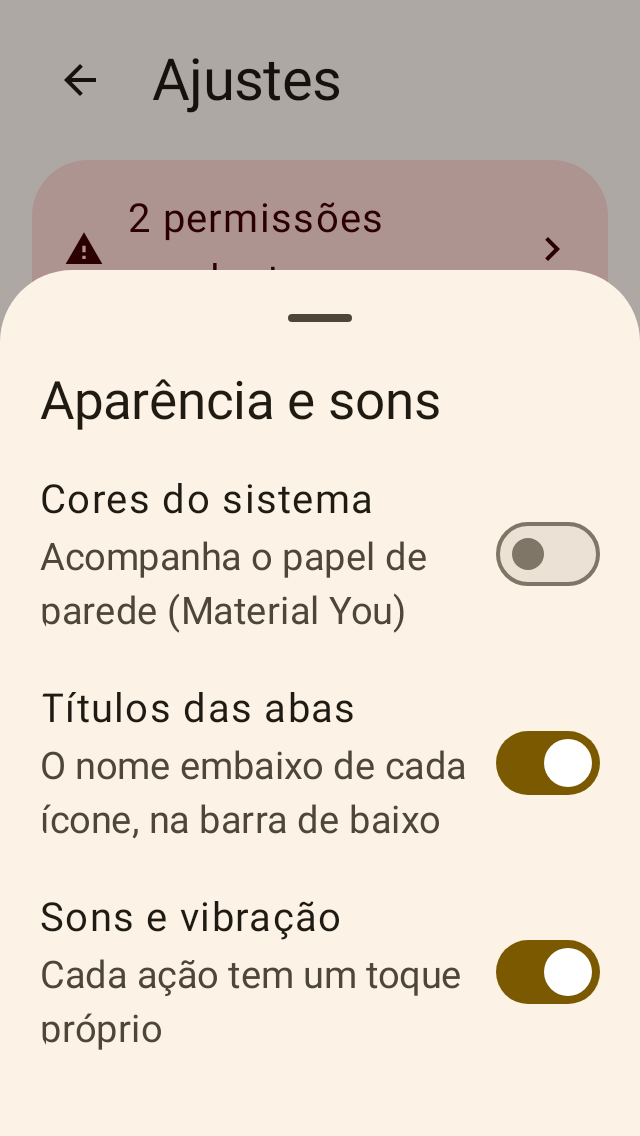 Ajustes
2 permissões
Aparência e sons
Cores do sistema
Acompanha o papel de
parede (Material You)
Títulos das abas
O nome embaixo de cada
ícone, na barra de baixo
Sons e vibração
Cada ação tem um toque
próprio